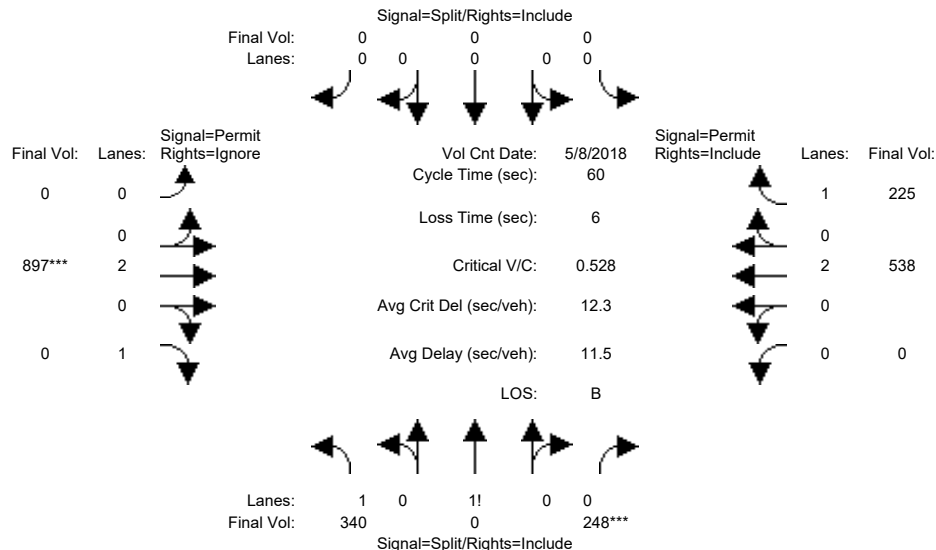 Signal=Split/Rights=Include
Final Vol: 0 0 0
Lanes: 0 0 0 0 0
Signal=Permit Signal=Permit
Final Vol: Lanes: Rights=Ignore Vol Cnt Date: 5/8/2018 Rights=Include Lanes: Final Vol:
Cycle Time (sec): 60
0 0 1 225
Loss Time (sec): 6
0 0
897*** 2 Critical V/C: 0.528 2 538
0 Avg Crit Del (sec/veh): 12.3 0
0 1 Avg Delay (sec/veh): 11.5 0 0
LOS: B
Lanes: 1 0 1! 0 0
Final Vol: 340 0 248***
Signal=Split/Rights=Include